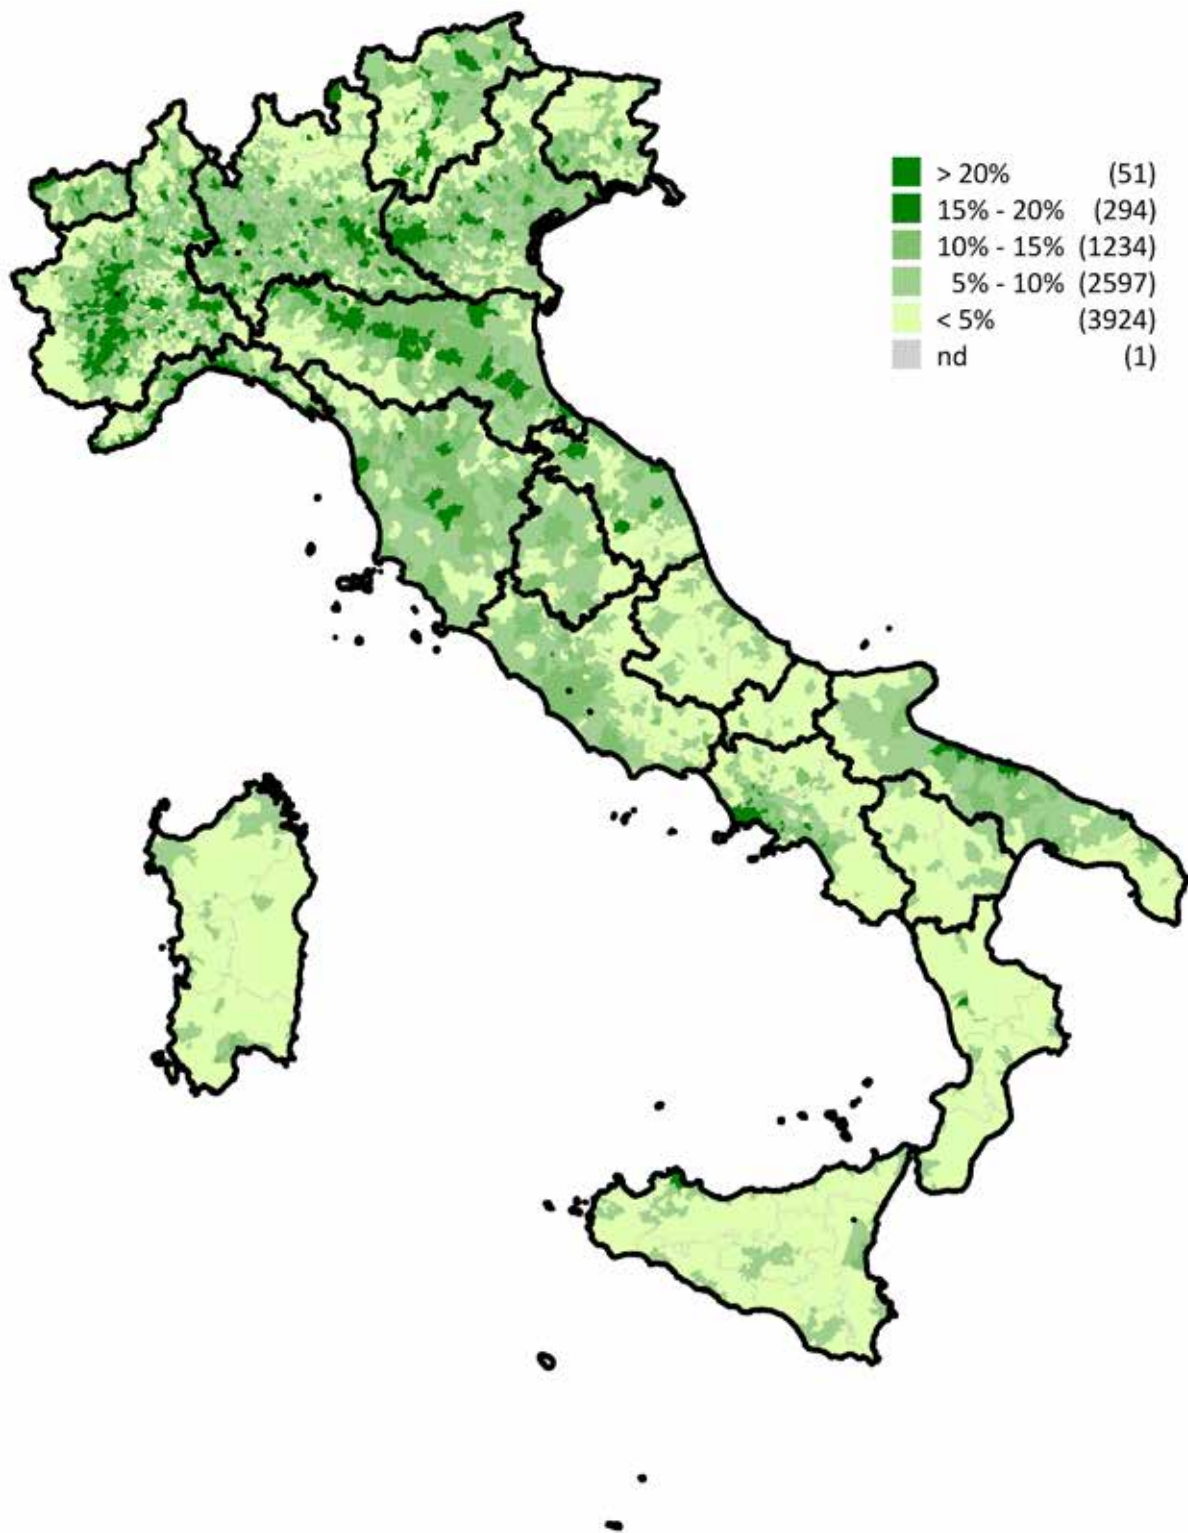 > 20% (51)
15% - 20% (294)
10% - 15% (1234)
5% - 10% (2597)
< 5% (3924)
nd (1)